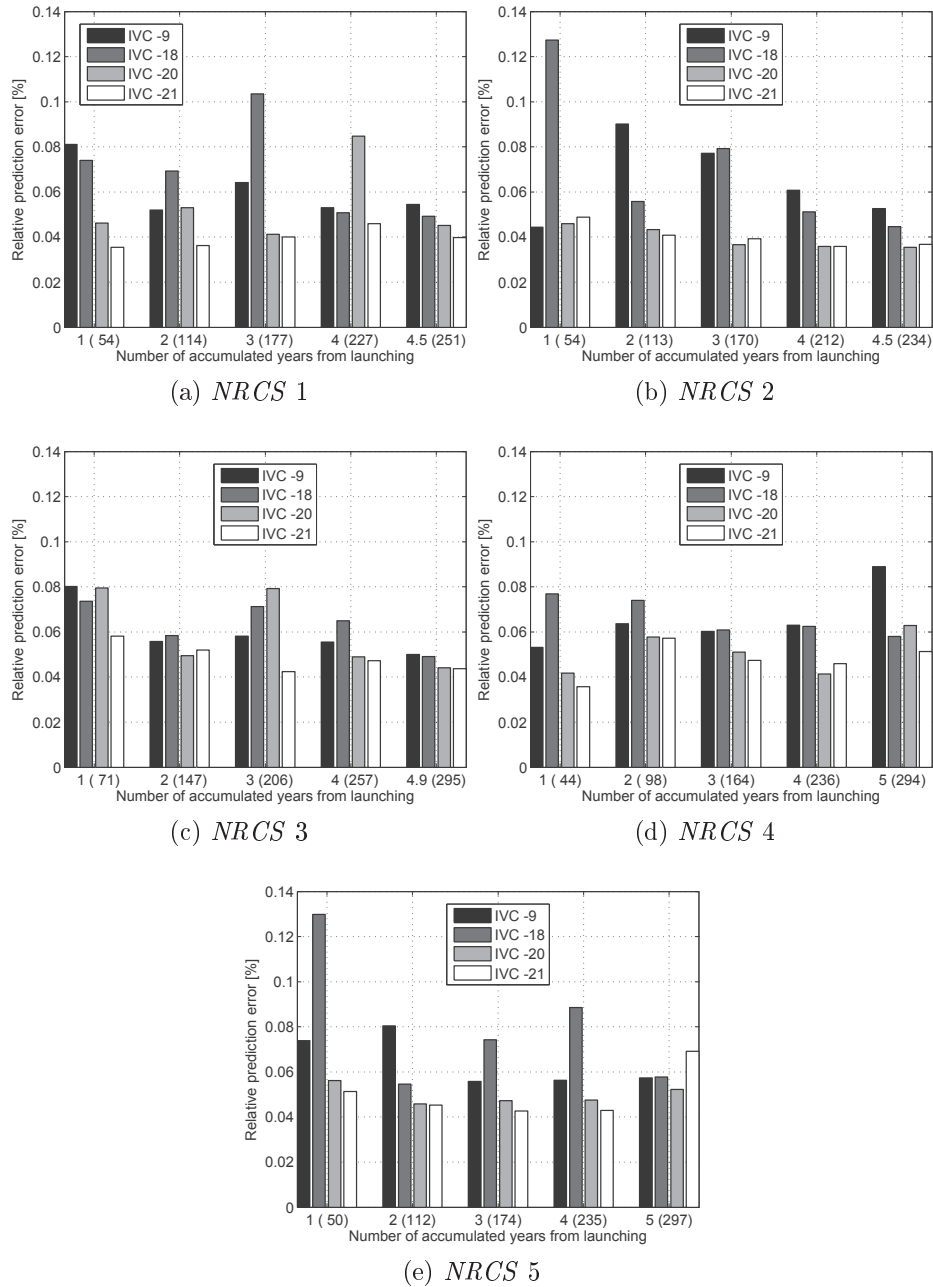 0.14
0.12
0.1
0.08
0.06
0.04
0.02
0
Relative prediction error [%]
IVC -9
IVC -18
IVC -20
IVC -21
1 ( 54) 2 (114) 3 (177) 4 (227) 4.5 (251)
Number of accumulated years from launching
(a) NRCS 1
0.14
0.12
0.1
0.08
0.06
0.04
0.02
0
Relative prediction error [%]
IVC -9
IVC -18
IVC -20
IVC -21
1 ( 54) 2 (113) 3 (170) 4 (212) 4.5 (234)
Number of accumulated years from launching
(b) NRCS 2
0.14
0.12
0.1
0.08
0.06
0.04
0.02
0
Relative prediction error [%]
IVC -9
IVC -18
IVC -20
IVC -21
1 ( 71) 2 (147) 3 (206) 4 (257) 4.9 (295)
Number of accumulated years from launching
(c) NRCS 3
0.14
0.12
0.1
0.08
0.06
0.04
0.02
0
Relative prediction error [%]
IVC -9
IVC -18
IVC -20
IVC -21
1 ( 44) 2 ( 98) 3 (164) 4 (236) 5 (294)
Number of accumulated years from launching
(d) NRCS 4
0.14
0.12
0.1
0.08
0.06
0.04
0.02
0
Relative prediction error [%]
IVC -9
IVC -18
IVC -20
IVC -21
1 ( 50) 2 (112) 3 (174) 4 (235) 5 (297)
Number of accumulated years from launching
(e) NRCS 5